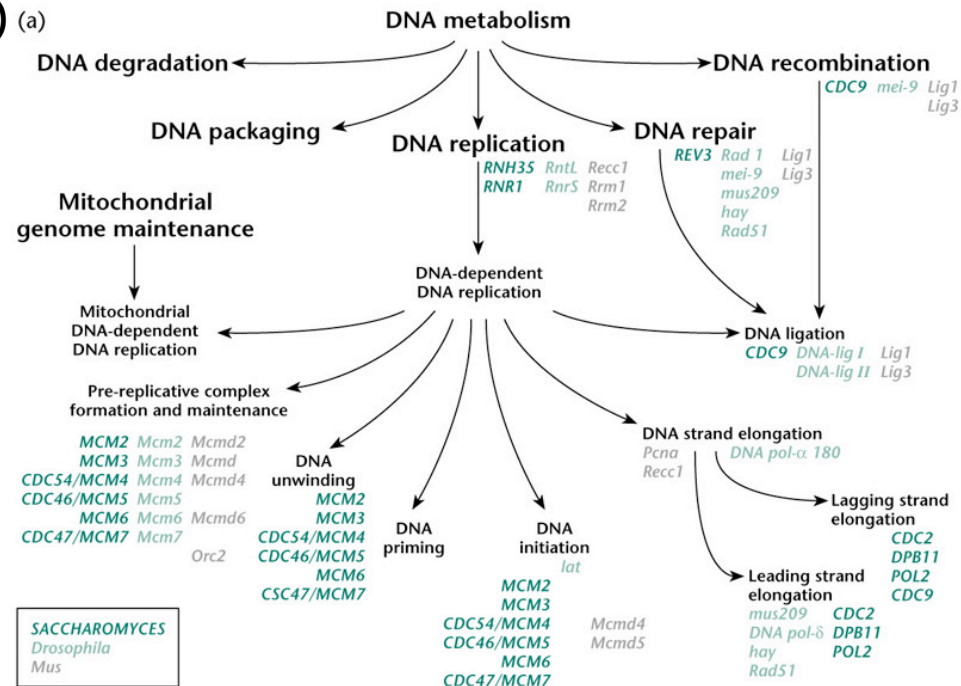 (a)
DNA metabolism
DNA degradation
DNA recombination
CDC9 mei-9 Lig1
Lig3
DNA packaging
DNA replication
RNH35 RntL Recc1
RNR1 RnrS Rrm1
Rrm2
DNA repair
REV3 Rad 1 Lig1
mei-9 Lig3
mus209
hay
Rad51
Mitochondrial
genome maintenance
DNA-dependent
DNA replication
Mitochondrial
DNA-dependent
DNA replication
DNA ligation
CDC9 DNA-lig I Lig1
DNA-lig II Lig3
Pre-replicative complex
formation and maintenance
MCM2 Mcm2 Mcmd2
MCM3 Mcm3 Mcmd
CDC54/MCM4 Mcm4 Mcmd4
CDC46/MCM5 Mcm5
MCM6 Mcm6 Mcmd6
CDC47/MCM7 Mcm7
Orc2
DNA
unwinding
MCM2
MCM3
CDC54/MCM4
CDC46/MCM5
MCM6
CSC47/MCM7
DNA
priming
DNA
initiation
lat
MCM2
MCM3
CDC54/MCM4 Mcmd4
CDC46/MCM5 Mcmd5
MCM6
CDC47/MCM7
DNA strand elongation
Pcna DNA pol-α 180
Recc1
Lagging strand
elongation
CDC2
DPB11
POL2
CDC9
Leading strand
elongation
mus209 CDC2
DNA pol-δ DPB11
hay POL2
Rad51
SACCHAROMYCES
Drosophila
Mus